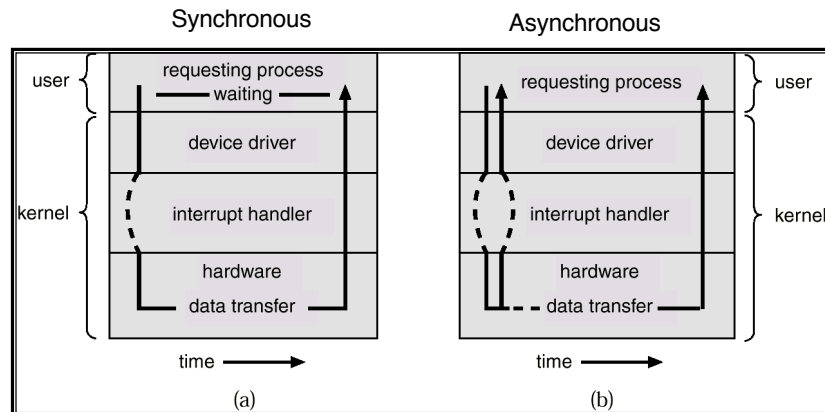 Synchronous
Asynchronous
user
requesting process
waiting
device driver
kernel
interrupt handler
hardware
data transfer
time
(a)
requesting process
user
device driver
interrupt handler
kernel
hardware
data transfer
time
(b)